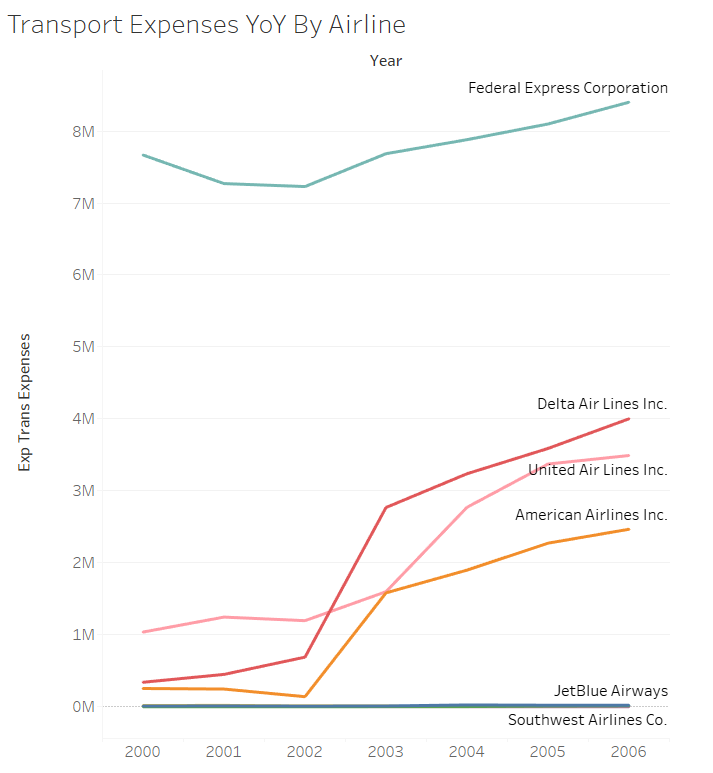 Transport Expenses YoY By Airline
Year
Federal Express Corporation
8M
7M
6M
5M
Exp Trans Expenses
4M
Delta Air Lines Inc.
United Air Lines Inc.
3M
American Airlines Inc.
2M
1M
JetBlue Airways
0M
Southwest Airlines Co.
2000 2001 2002 2003 2004 2005 2006